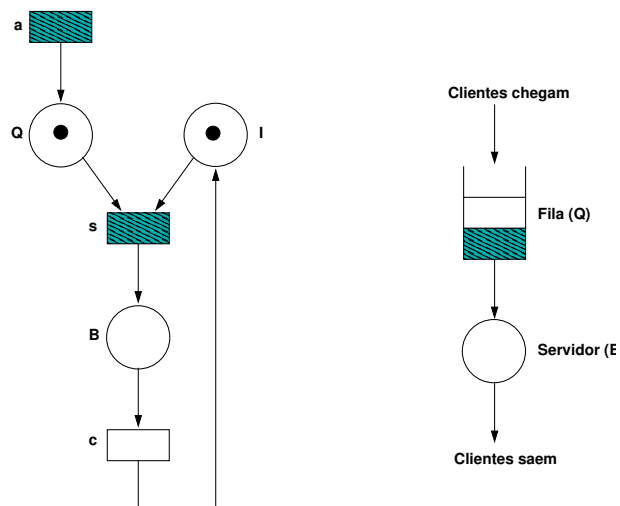 a
Q
I
s
B
c
Clientes chegam
Fila (Q)
Servidor (
Clientes saem